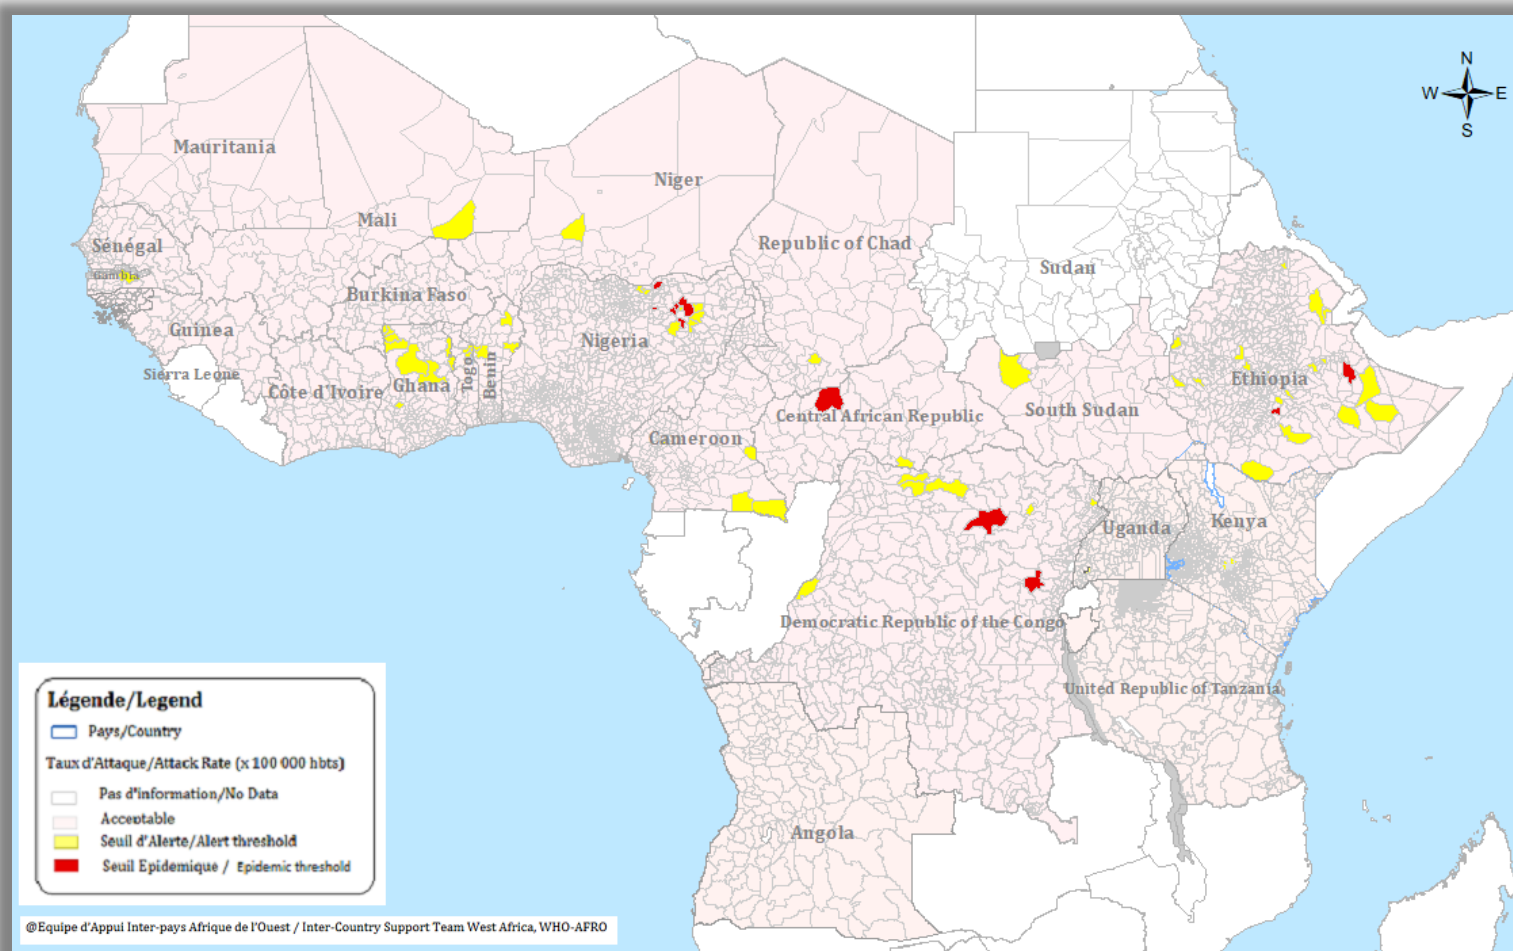 N
W E
S
Mauritania
Niger
Mali
Sénégal
Republic of Chad
Gambia
Sudan
Burkina Faso
Guinea
Nigeria
Sierra Leone
Togo
Benin
Ethiopia
Côte d'Ivoire
Ghana
Central African Republic
South Sudan
Cameroon
Uganda
Kenya
Democratic Republic of the Congo
United Republic of Tanzania
Angola
Légende/Legend
Pays/Country
Taux d'Attaque/Attack Rate (x 100 000 hbts)
Pas d'information/No Data
Acceptable
Seuil d'Alerte/Alert threshold
Seuil Epidemique / Epidemic threshold
@Equipe d'Appui Inter-pays Afrique de l'Ouest / Inter-Country Support Team West Africa, WHO-AFRO